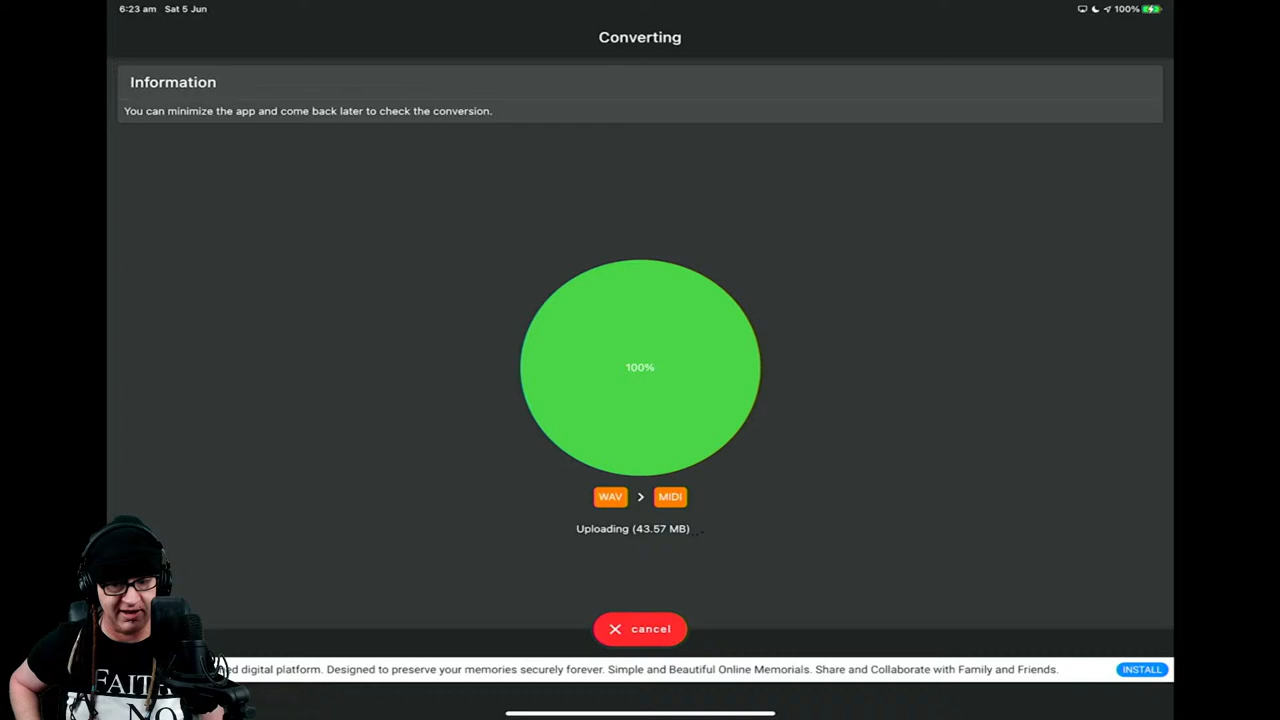 6:23 am Sat 5 Jun
100%
Converting
Information
You can minimize the app and come back later to check the conversion.
100%
WAV > MIDI
Uploading (43.57 MB)...
cancel
digital platform. Designed to preserve your memories securely forever. Simple and Beautiful Online Memorials. Share and Collaborate with Family and Friends.
INSTALL
FAITH
NO